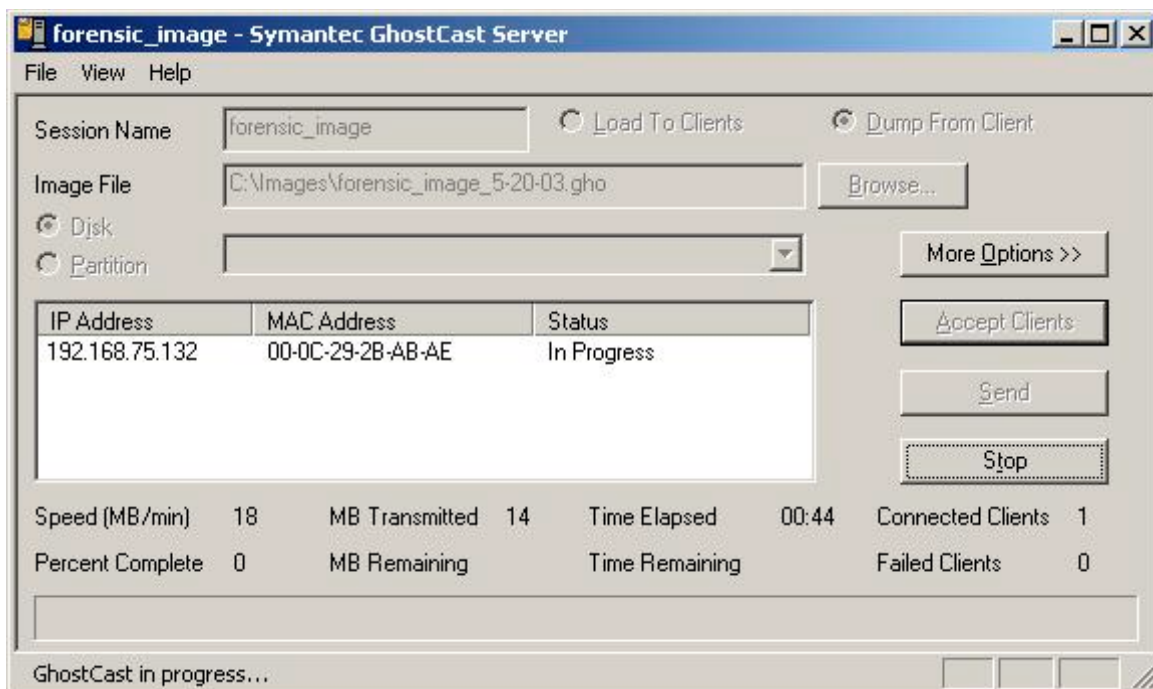 forensic_image - Symantec GhostCast Server
File View Help
Session Name forensic_image Load To Clients Dump From Client
Image File C:\Images\forensic_image_5-20-03.gho Browse...
Disk
Partition
More Options >>
IP Address MAC Address Status
192.168.75.132 00-0C-29-2B-AB-AE In Progress
Accept Clients
Send
Stop
Speed (MB/min) 18 MB Transmitted 14 Time Elapsed 00:44 Connected Clients 1
Percent Complete 0 MB Remaining Time Remaining Failed Clients 0
GhostCast in progress...